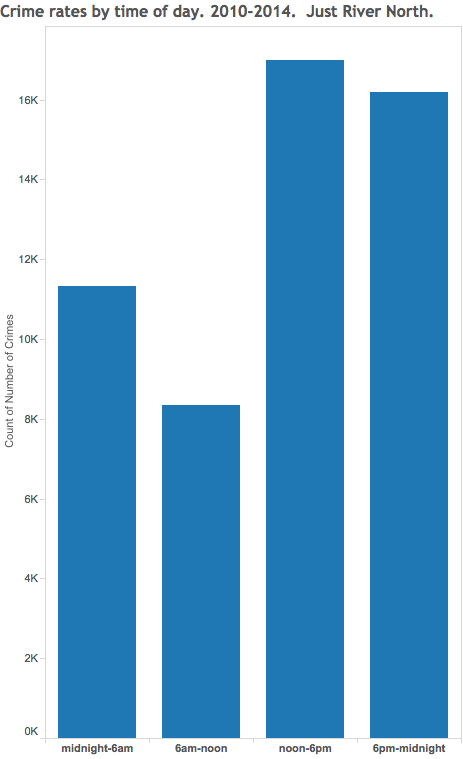 Crime rates by time of day. 2010-2014.  Just River North.
Count of Number of Crimes
16K
14K
12K
10K
8K
6K
4K
2K
0K
midnight-6am
6am-noon
noon-6pm
6pm-midnight